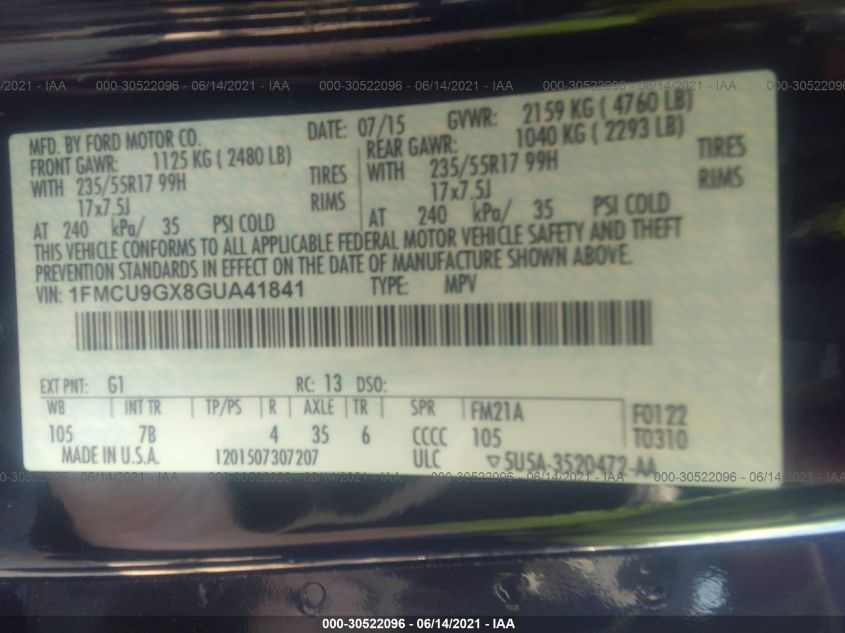 000-30522096 - 06/14/2021 - IAA
MFD. BY FORD MOTOR CO. DATE: 07/15 GVWR: 2159 KG ( 4760 LB)
FRONT GAWR: 1125 KG ( 2480 LB) REAR GAWR: 1040 KG ( 2293 LB)
WITH 235/55R17 99H TIRES WITH 235/55R17 99H TIRES
17x7.5J RIMS 17x7.5J RIMS
AT 240 kPa/ 35 PSI COLD AT 240 kPa/ 35 PSI COLD
THIS VEHICLE CONFORMS TO ALL APPLICABLE FEDERAL MOTOR VEHICLE SAFETY AND THEFT
PREVENTION STANDARDS IN EFFECT ON THE DATE OF MANUFACTURE SHOWN ABOVE.
VIN: 1FMCU9GX8GUA41841 TYPE: MPV
EXT PNT: G1 RC: 13 DSO:
WB INT TR TP/PS R AXLE TR SPR FM21A F0122
105 7B 4 35 6 CCCC 105 T0310
MADE IN U.S.A. 1201507307207 ULC ▽5U5A-3520472-AA
000-30522096 - 06/14/2021 - IAA